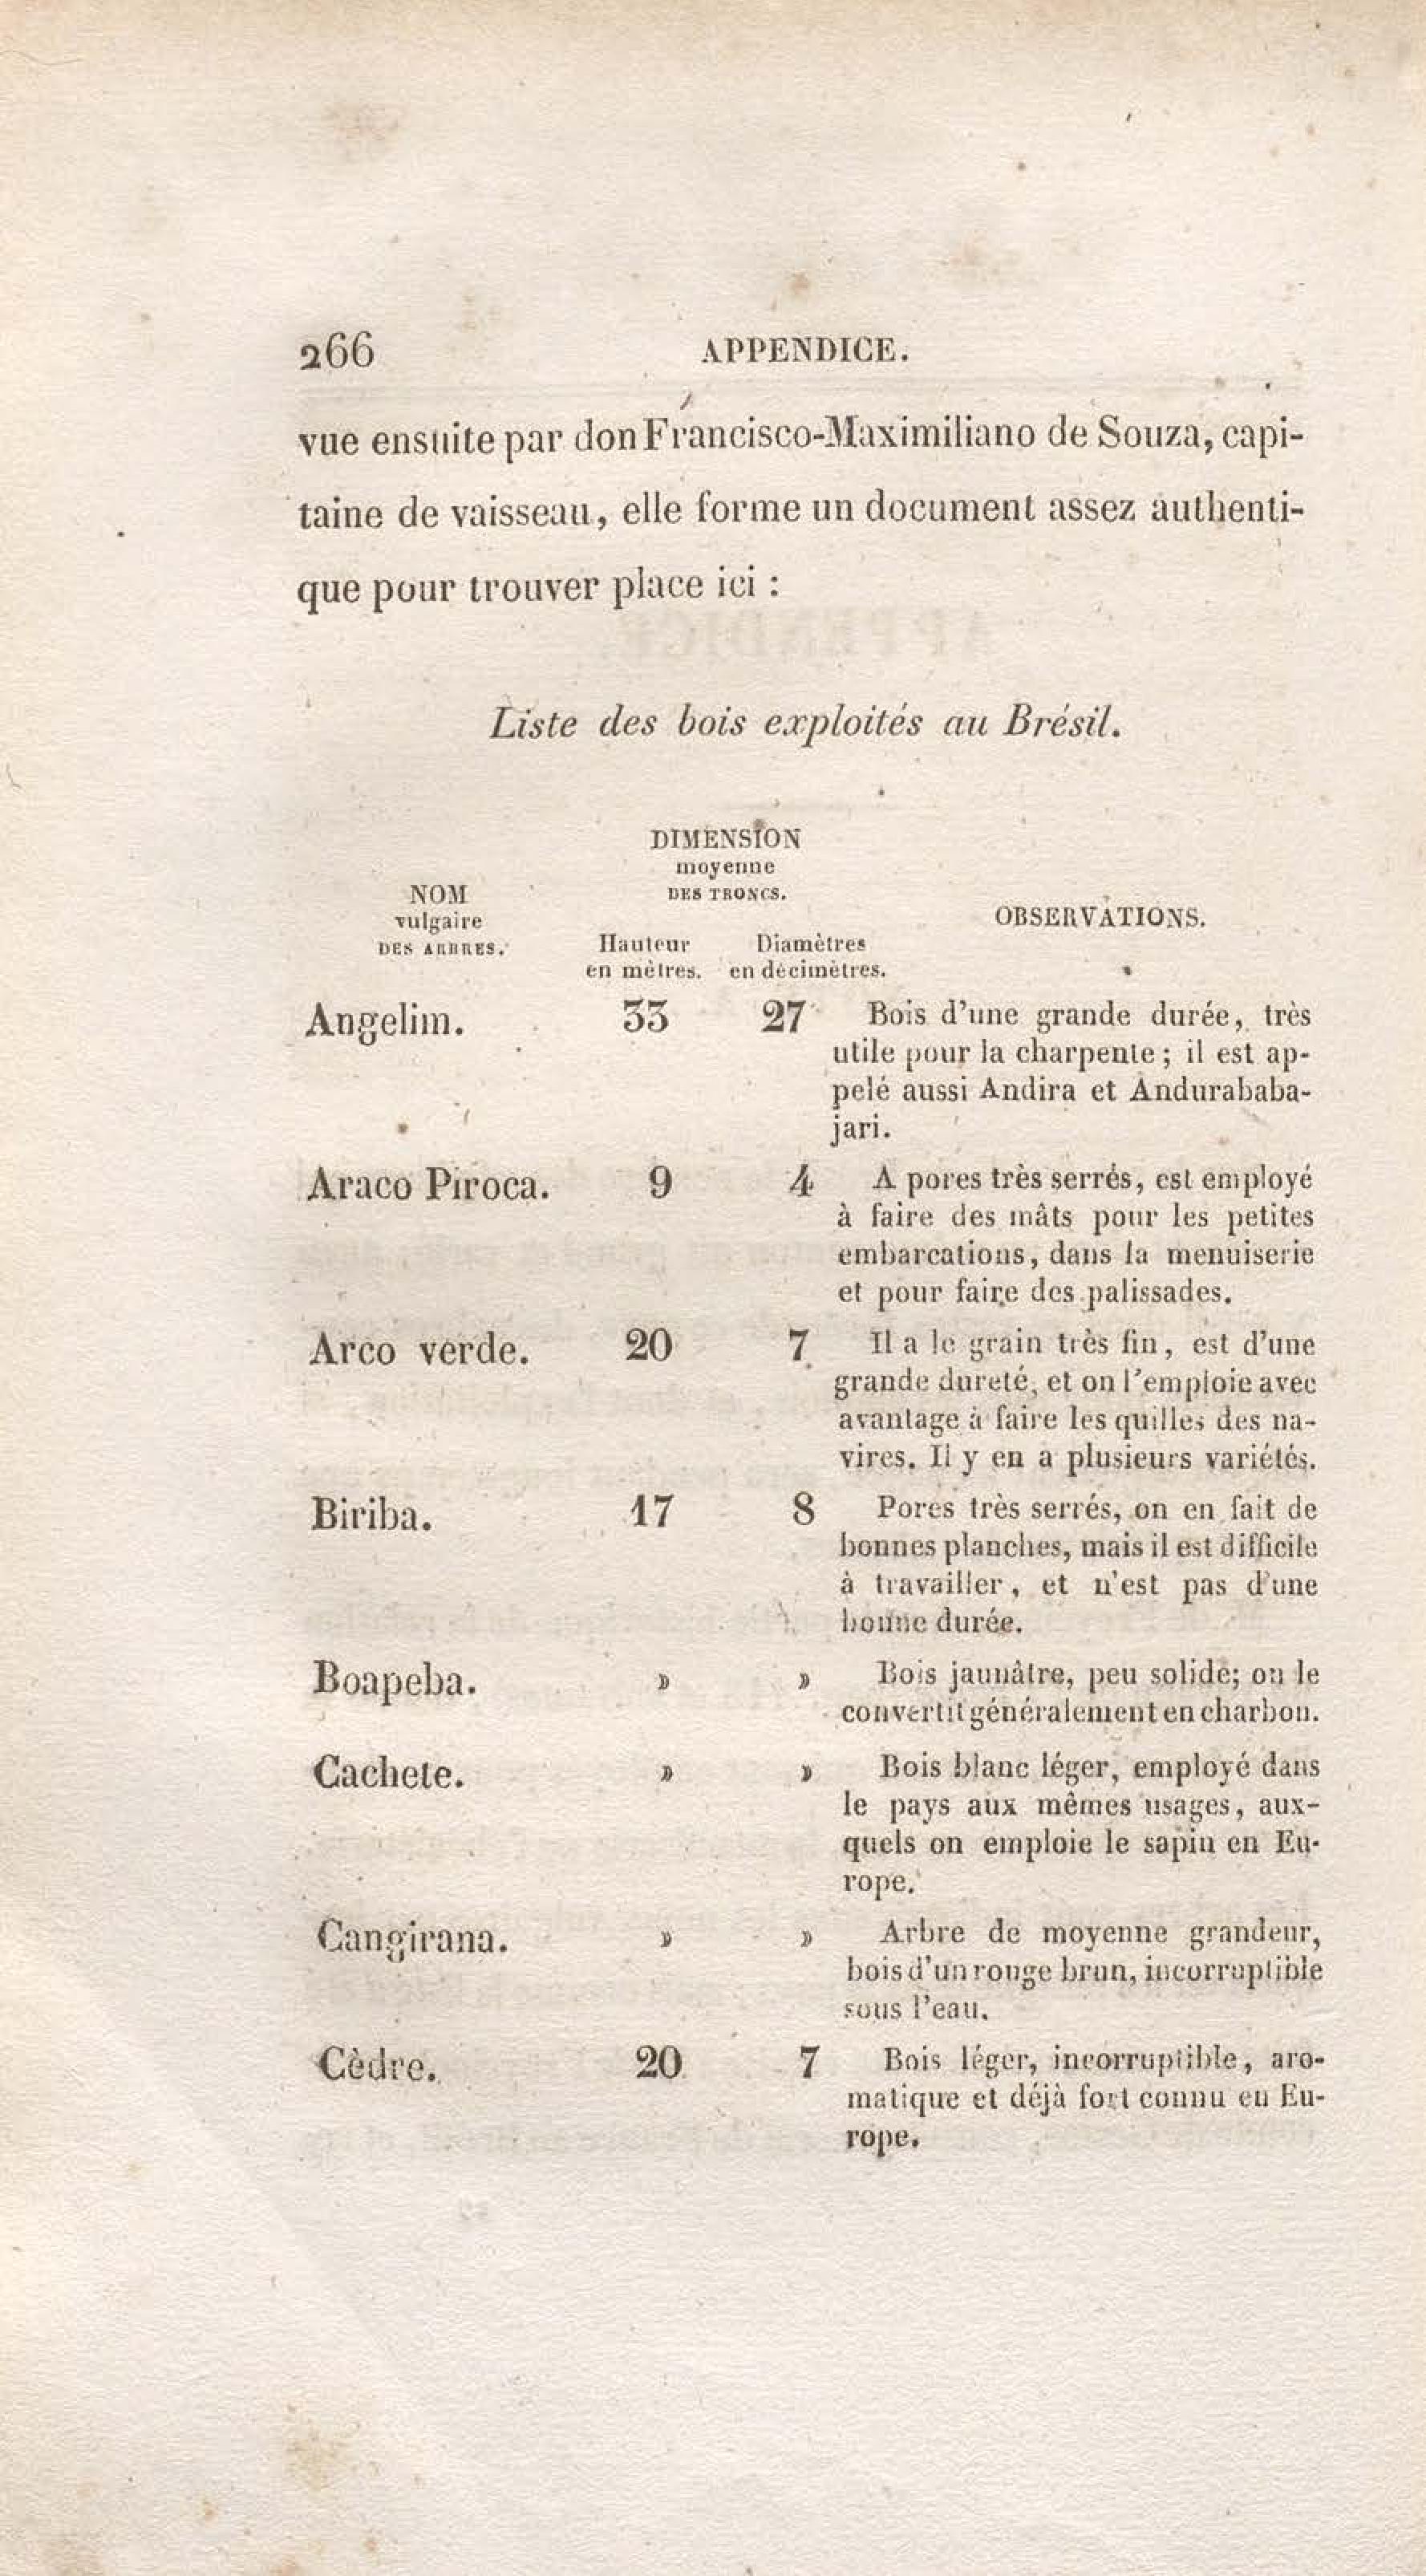 266 APPENDICE.
vue ensuite par don Francisco-Maximiliano de Souza, capi-
taine de vaisseau, elle forme un document assez authenti-
que pour trouver place ici :
Liste des bois exploités au Brésil.
DIMENSION
moyenne
DES TRONCS.
NOM
vulgaire
DES ARBRES.
Hauteur
en mètres.
Diamètres
en décimètres.
OBSERVATIONS.
Angelim. 33 27 Bois d'une grande durée, très
utile pour la charpente ; il est ap-
pelé aussi Andira et Andurababa-
jari.
Araco Piroca. 9 4 A pores très serrés, est employé
à faire des mâts pour les petites
embarcations, dans la menuiserie
et pour faire des palissades.
Arco verde. 20 7 Il a le grain très fin, est d'une
grande dureté, et on l'emploie avec
avantage à faire les quilles des na-
vires. Il y en a plusieurs variétés.
Biriba. 17 8 Pores très serrés, on en fait de
bonnes planches, mais il est difficile
à travailler, et n'est pas d'une
bonne durée.
Boapeba. » » Bois jaunâtre, peu solide; on le
convertit généralement en charbon.
Cachete. » » Bois blanc léger, employé dans
le pays aux mêmes usages, aux-
quels on emploie le sapin en Eu-
rope.
Cangirana. » » Arbre de moyenne grandeur,
bois d'un rouge brun, incorruptible
sous l'eau.
Cèdre. 20 7 Bois léger, incorruptible, aro-
matique et déjà fort connu en Eu-
rope.